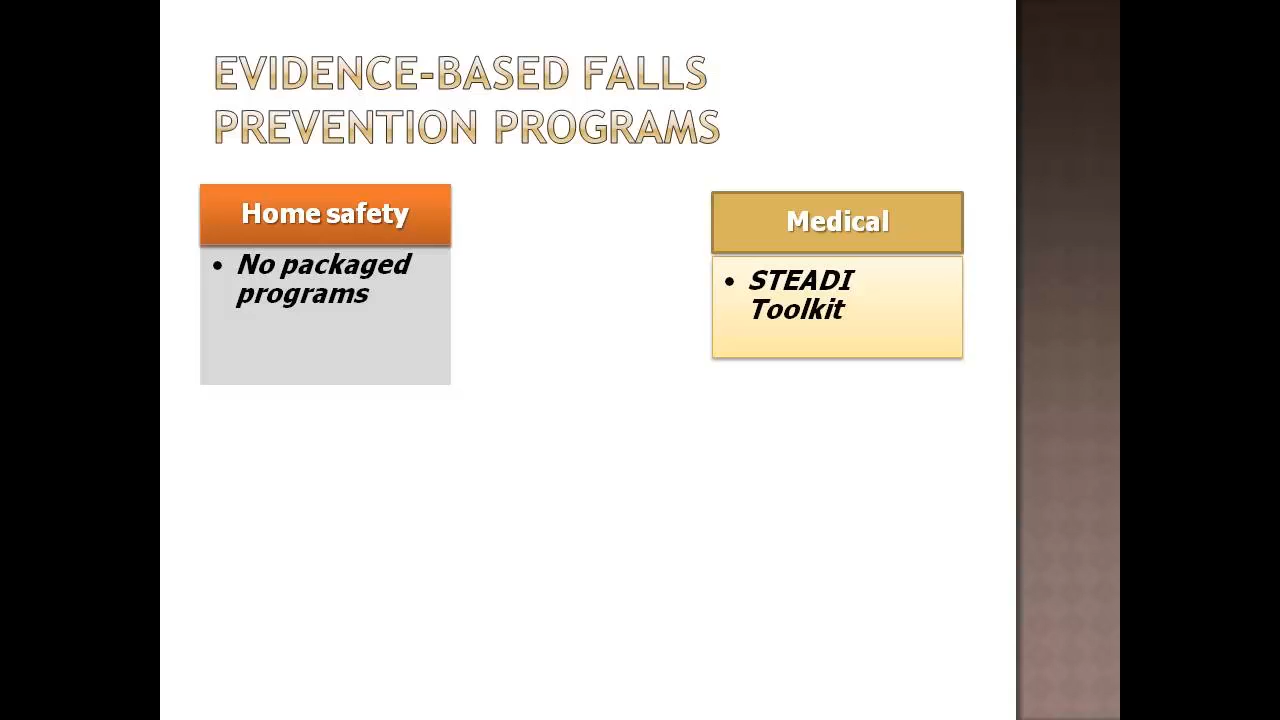 EVIDENCE-BASED FALLS
PREVENTION PROGRAMS
Home safety
• No packaged
programs
Medical
• STEADI
Toolkit